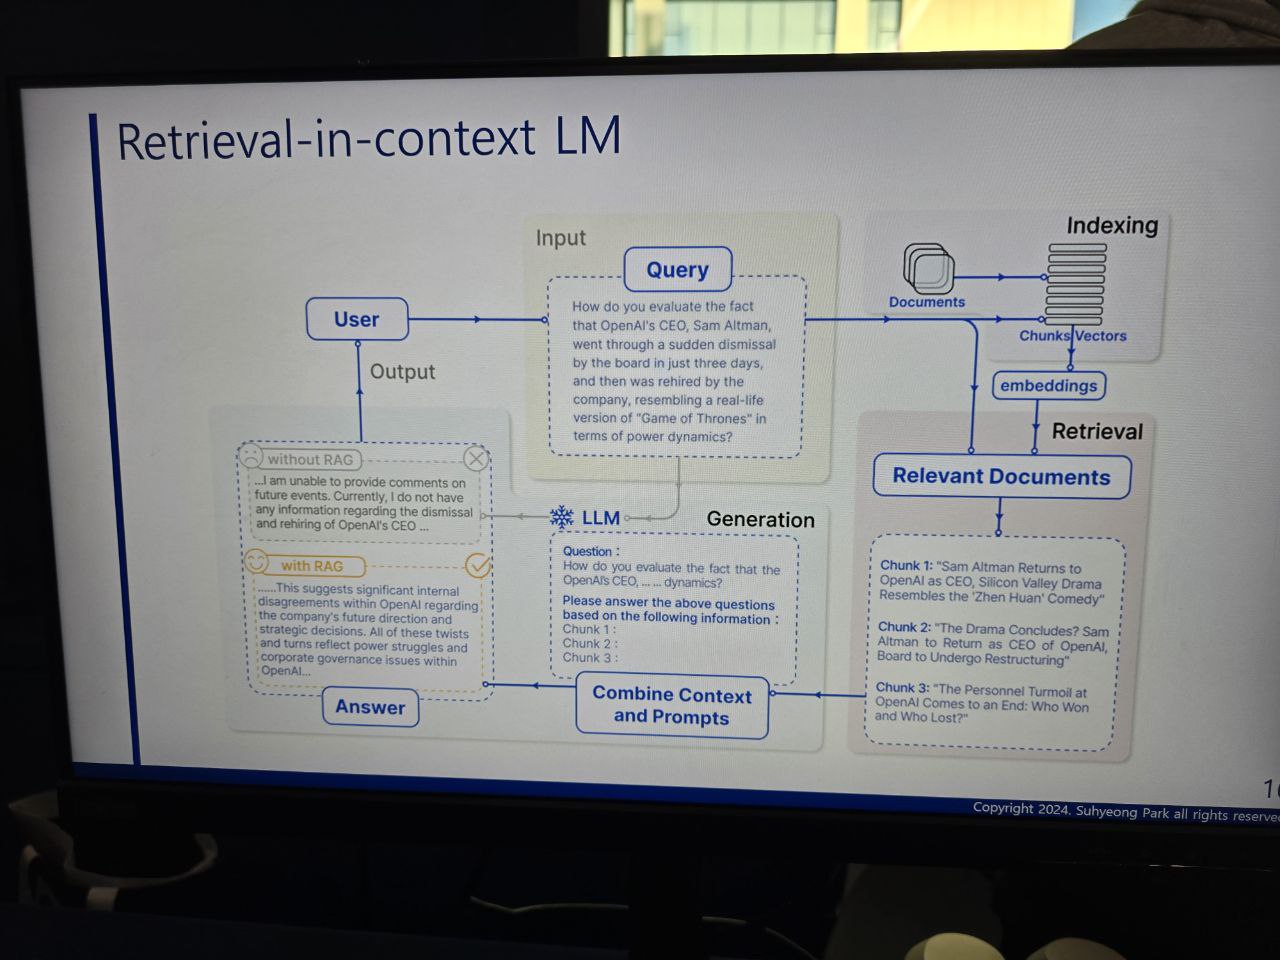 Retrieval-in-context LM
Input
Query
How do you evaluate the fact
that OpenAI's CEO, Sam Altman,
went through a sudden dismissal
by the board in just three days,
and then was rehired by the
company, resembling a real-life
version of "Game of Thrones" in
terms of power dynamics?
User
Output
Indexing
Documents
Chunks Vectors
embeddings
Retrieval
Relevant Documents
Chunk 1: "Sam Altman Returns to
OpenAI as CEO, Silicon Valley Drama
Resembles the 'Zhen Huan' Comedy"
Chunk 2: "The Drama Concludes? Sam
Altman to Return as CEO of OpenAI,
Board to Undergo Restructuring"
Chunk 3: "The Personnel Turmoil at
OpenAI Comes to an End: Who Won
and Who Lost?"
LLM
Generation
Question :
How do you evaluate the fact that the
OpenAI's CEO, ... ... dynamics?
Please answer the above questions
based on the following information :
Chunk 1 :
Chunk 2 :
Chunk 3 :
Combine Context
and Prompts
without RAG
...I am unable to provide comments on
future events. Currently, I do not have
any information regarding the dismissal
and rehiring of OpenAI's CEO ...
with RAG
......This suggests significant internal
disagreements within OpenAI regarding
the company's future direction and
strategic decisions. All of these twists
and turns reflect power struggles and
corporate governance issues within
OpenAI...
Answer
Copyright 2024. Suhyeong Park all rights